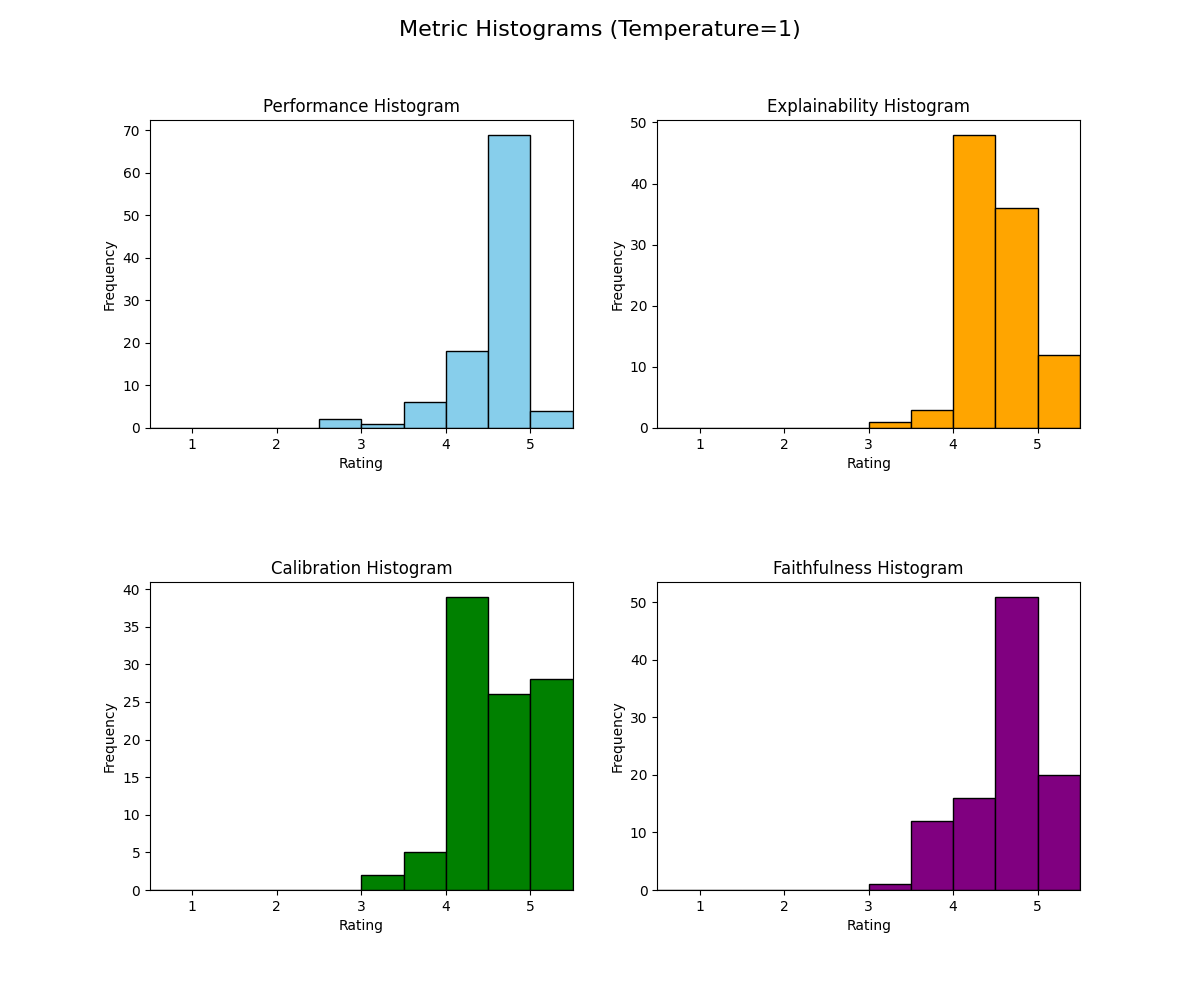 Metric Histograms (Temperature=1)
Performance Histogram
70
60
50
40
30
20
10
0
Frequency
1 2 3 4 5
Rating
Explainability Histogram
50
40
30
20
10
0
Frequency
1 2 3 4 5
Rating
Calibration Histogram
40
35
30
25
20
15
10
5
0
Frequency
1 2 3 4 5
Rating
Faithfulness Histogram
50
40
30
20
10
0
Frequency
1 2 3 4 5
Rating